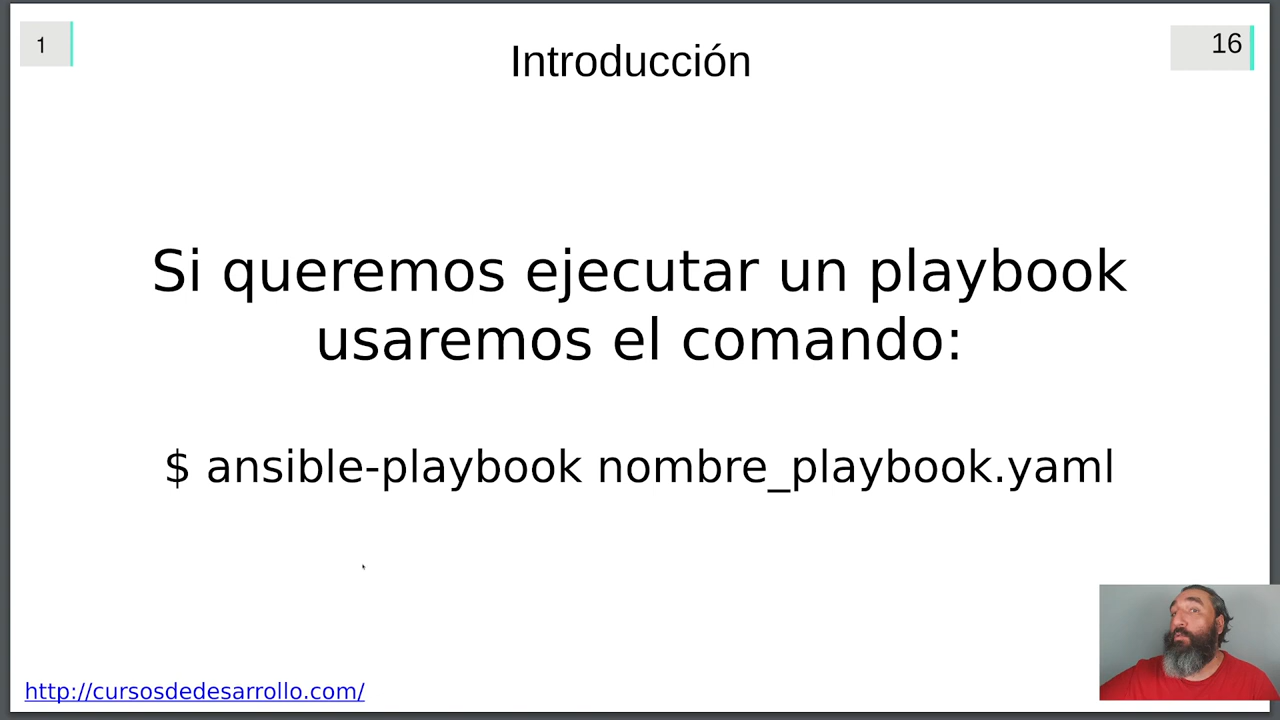 1
Introducción
16
Si queremos ejecutar un playbook
usaremos el comando:
$ ansible-playbook nombre_playbook.yaml
http://cursosdedesarrollo.com/